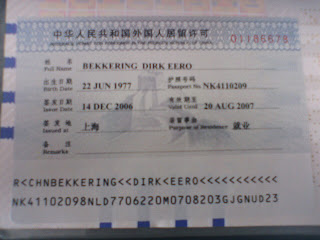 中华人民共和国外国人居留许可
01186678
姓名 BEKKERING DIRK EERO
Full Name
出生日期 22 JUN 1977 护照号码
Birth Date Passport No NK4110209
签发日期 14 DEC 2006 有效期至 20 AUG 2007
Issue Date Valid Until
签发地 上海 居留事由 就业
Issued at Purpose of Residence
备注
Remarks
R<CHNBEKKERING<<DIRK<EERO<<<<<<<<<<<
NK41102098NLD7706220M0708203GJGNUD23